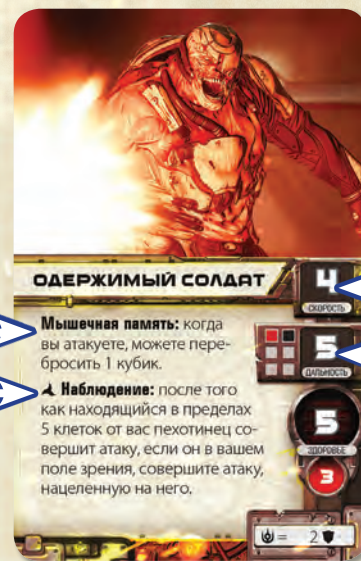 ОДЕРЖИМЫЙ СОЛДАТ
4
СКОРОСТЬ
Мышечная память: когда
вы атакуете, можете пере-
бросить 1 кубик.
5
ДАЛЬНОСТЬ
Наблюдение: после того
как находящийся в пределах
5 клеток от вас пехотинец со-
вершит атаку, если он в вашем
поле зрения, совершите атаку,
нацеленную на него.
5
ЗДОРОВЬЕ
3
= 2